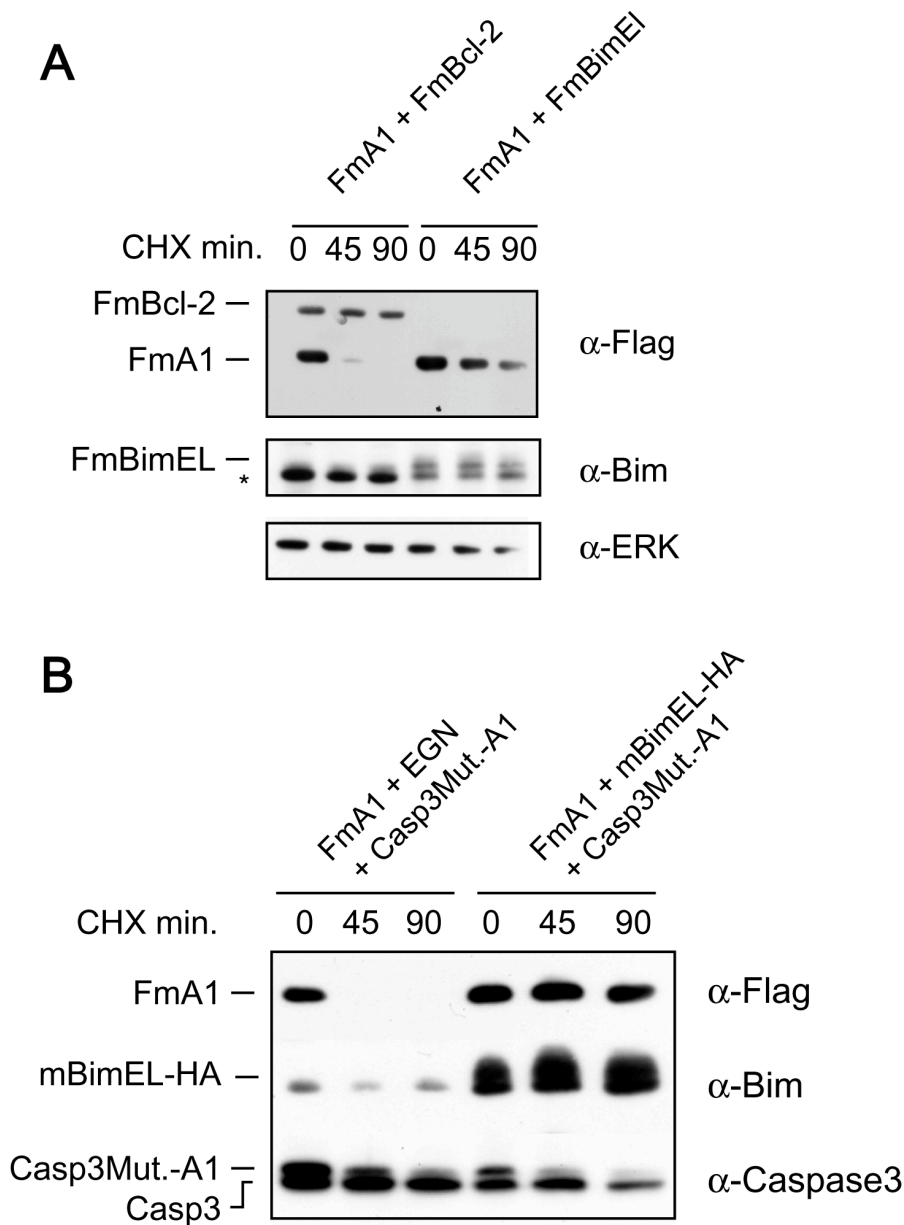 A
FmA1 + FmBcl-2
FmA1 + FmBimEl
CHX min. 0 45 90 0 45 90
FmBcl-2
FmA1
α-Flag
FmBimEL
*
α-Bim
α-ERK
B
FmA1 + EGN
+ Casp3Mut.-A1
FmA1 + mBimEL-HA
+ Casp3Mut.-A1
CHX min. 0 45 90 0 45 90
FmA1
α-Flag
mBimEL-HA
α-Bim
Casp3Mut.-A1
Casp3
α-Caspase3